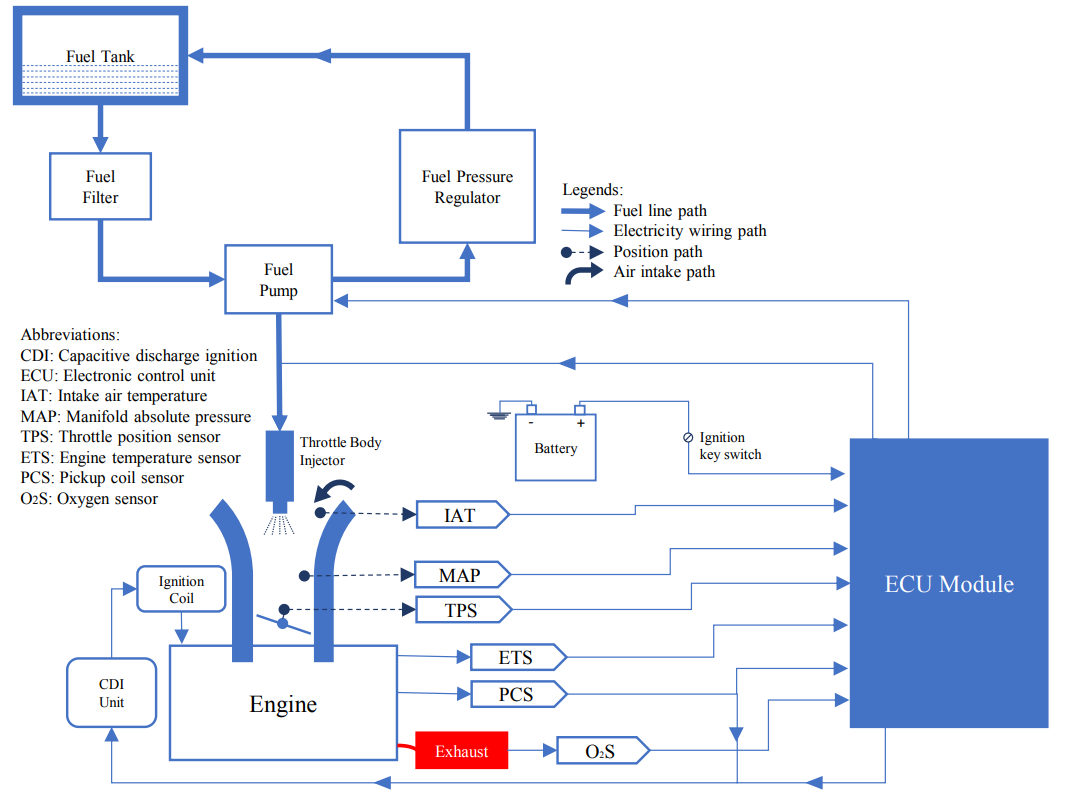 Fuel Tank
Fuel
Filter
Fuel Pressure
Regulator
Legends:
Fuel line path
Electricity wiring path
Position path
Air intake path
Fuel
Pump
Abbreviations:
CDI: Capacitive discharge ignition
ECU: Electronic control unit
IAT: Intake air temperature
MAP: Manifold absolute pressure
TPS: Throttle position sensor
ETS: Engine temperature sensor
PCS: Pickup coil sensor
O2S: Oxygen sensor
Throttle Body
Injector
- +
Battery
Ignition
key switch
IAT
MAP
TPS
ETS
PCS
O2S
ECU Module
Ignition
Coil
CDI
Unit
Engine
Exhaust